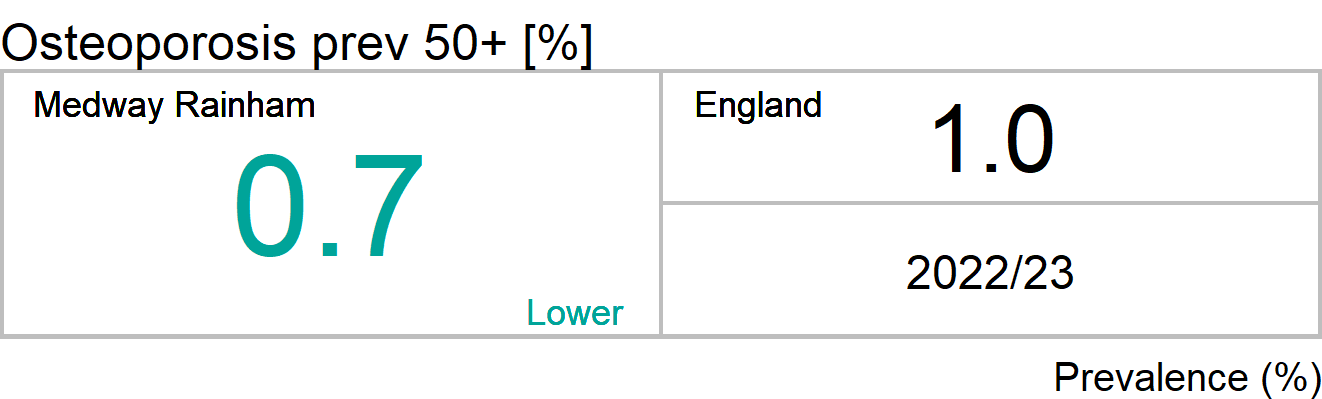 Osteoporosis prev 50+ [%]
Medway Rainham
0.7
Lower
England
1.0
2022/23
Prevalence (%)